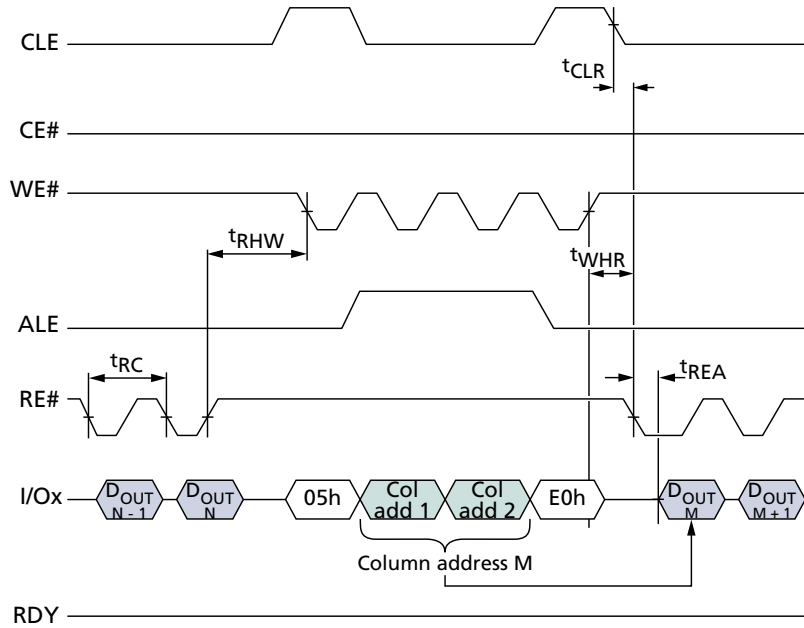 CLE
tCLR
CE#
WE#
tRHW
tWHR
ALE
tRC
tREA
RE#
I/Ox
DOUT N - 1
DOUT N
05h
Col add 1
Col add 2
E0h
DOUT M
DOUT M + 1
Column address M
RDY